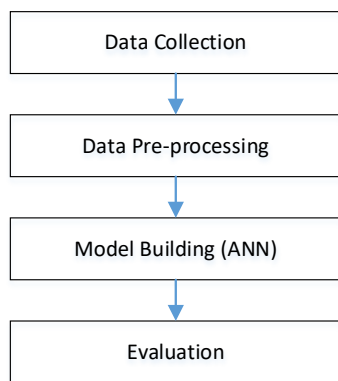 Data Collection
Data Pre-processing
Model Building (ANN)
Evaluation